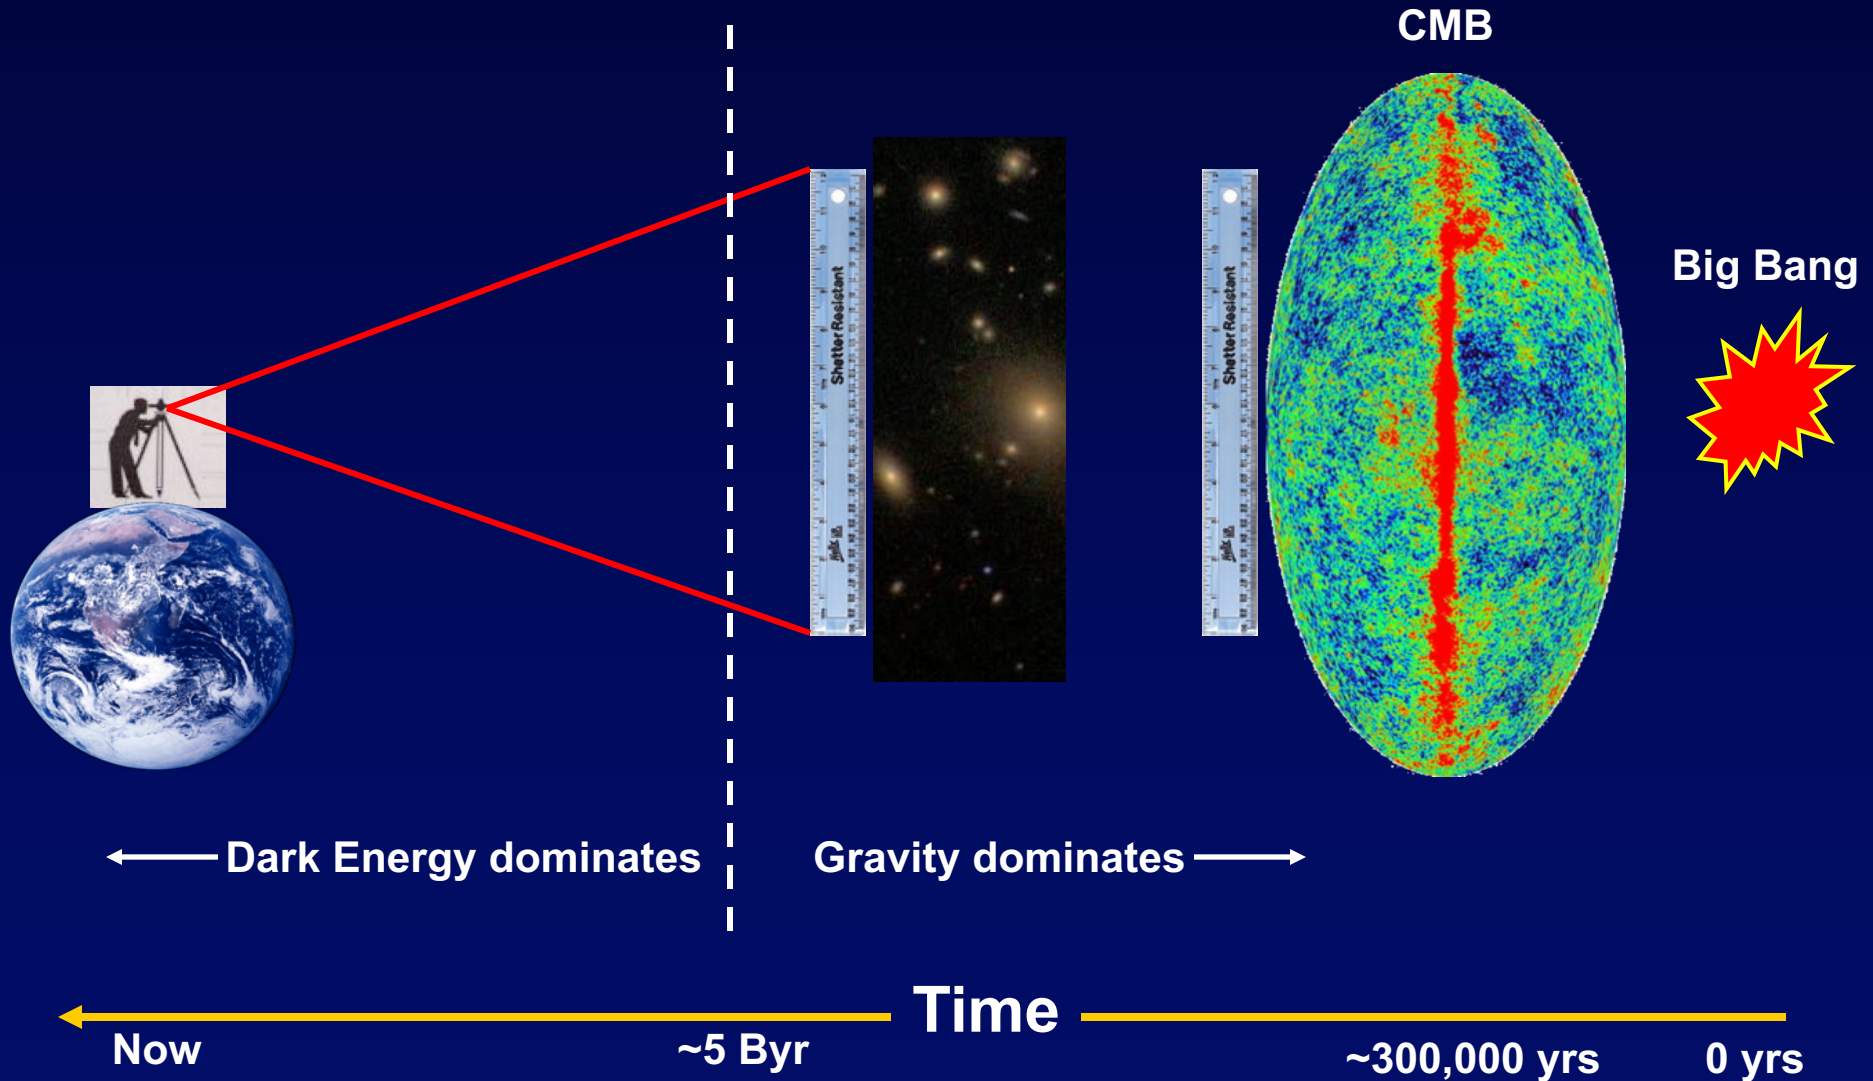 CMB
Big Bang
Shatter Resistant
Shatter Resistant
Dark Energy dominates
Gravity dominates
Time
Now
~5 Byr
~300,000 yrs
0 yrs